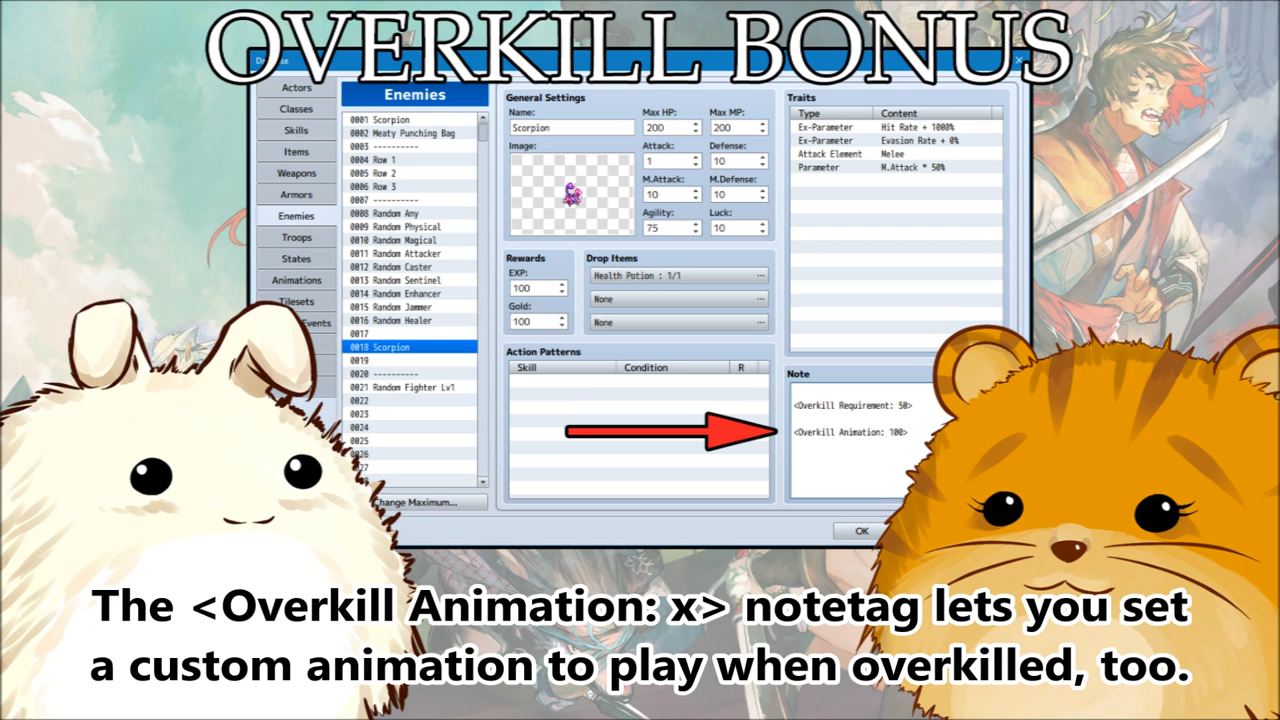 OVERKILL BONUS
Actors
Classes
Skills
Items
Weapons
Armors
Enemies
Troops
States
Animations
Tilesets
Events
Enemies
0001 Scorpion
0002 Meaty Punching Bag
0003 ----------
0004 Row 1
0005 Row 2
0006 Row 3
0007 ----------
0008 Random Any
0009 Random Physical
0010 Random Magical
0011 Random Attacker
0012 Random Caster
0013 Random Sentinel
0014 Random Enhancer
0015 Random Jammer
0016 Random Healer
0017
0018 Scorpion
0019
0020 ----------
0021 Random Fighter Lv1
0022
0023
0024
0025
Change Maximum...
General Settings
Name:
Scorpion
Image:
Max HP: Max MP:
200 200
Attack: Defense:
1 10
M.Attack: M.Defense:
10 10
Agility: Luck:
75 10
Rewards
EXP:
100
Gold:
100
Drop Items
Health Potion : 1/1 ...
None ...
None ...
Action Patterns
Skill Condition R
Traits
Type Content
Ex-Parameter Hit Rate + 1000%
Ex-Parameter Evasion Rate + 0%
Attack Element Melee
Parameter M.Attack * 50%
Note
<Overkill Requirement: 50>
<Overkill Animation: 100>
OK
The <Overkill Animation: x> notetag lets you set
a custom animation to play when overkilled, too.